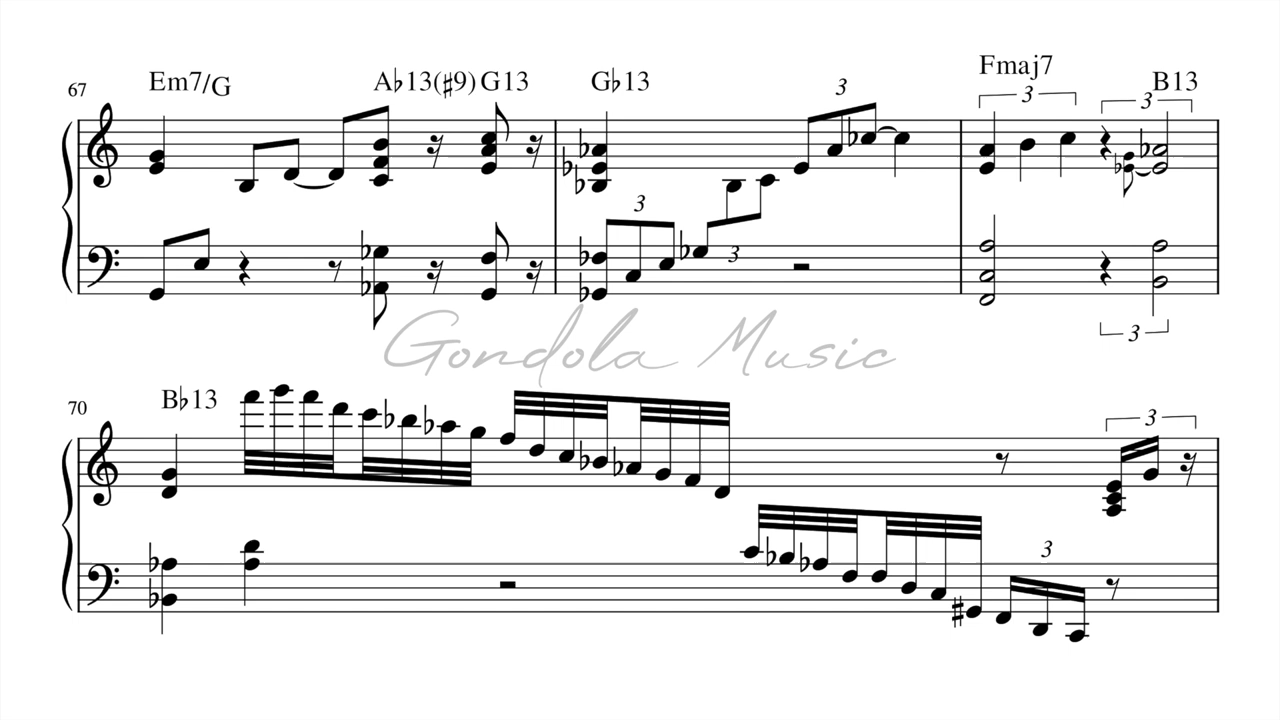 67 Em7/G A♭13(♯9) G13 G♭13 Fmaj7 B13
3 3 3
3 3
Gondola Music
3
70 B♭13
3
3